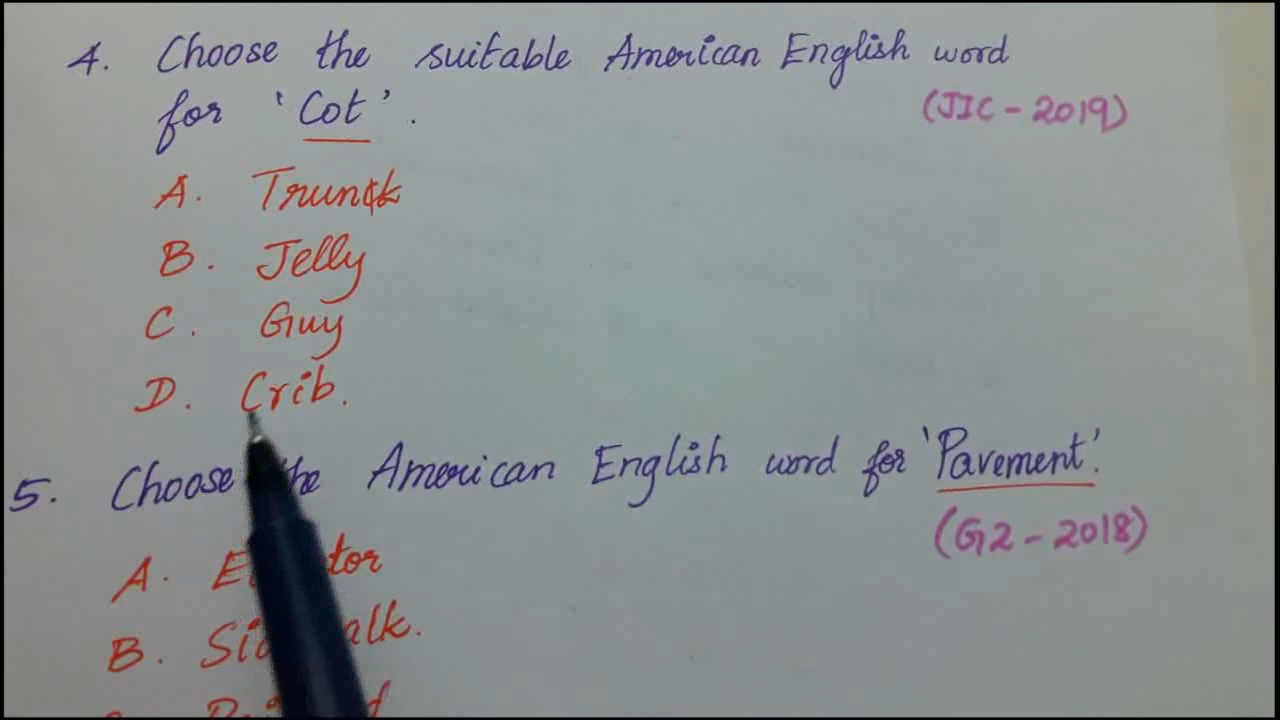 4. Choose the suitable American English word
for 'Cot'.
(JIC - 2019)
A. Trunk
B. Jelly
C. Guy
D. Crib.
5. Choose the American English word for 'Pavement'.
(G2 - 2018)
A.
B.